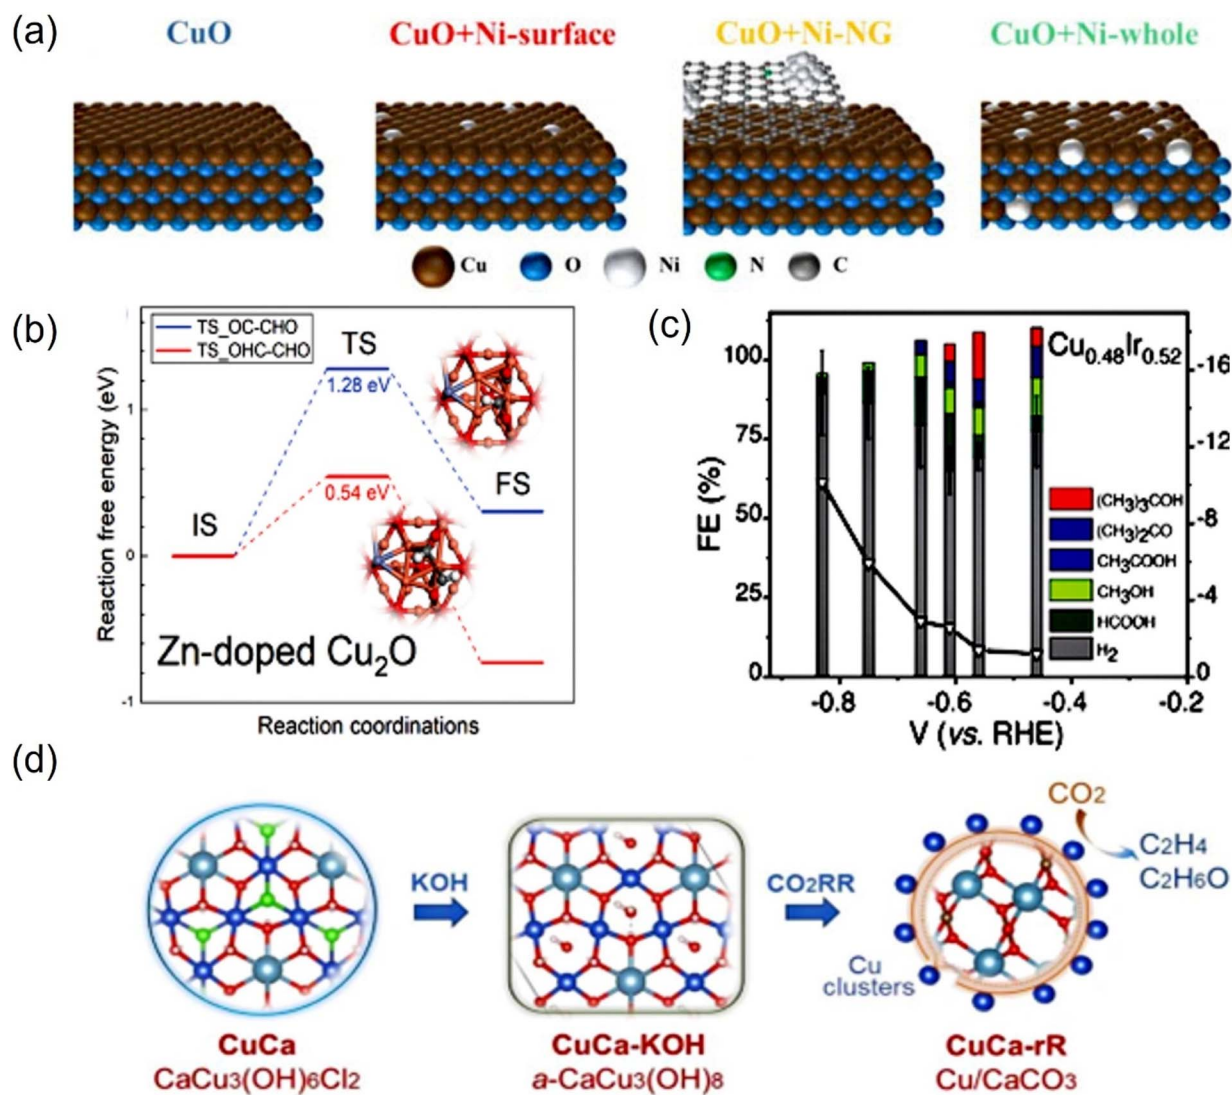 (a)
CuO
CuO+Ni-surface
CuO+Ni-NG
CuO+Ni-whole
Cu O Ni N C
(b)
TS_OC-CHO
TS_OHC-CHO
TS
1.28 eV
0.54 eV
IS
FS
1
0
-1
Reaction free energy (eV)
Zn-doped Cu2O
Reaction coordinations
(c)
Cu0.48Ir0.52
100
75
50
25
0
FE (%)
-16
-12
-8
-4
0
(CH3)3COH
(CH3)2CO
CH3COOH
CH3OH
HCOOH
H2
-0.8 -0.6 -0.4 -0.2
V (vs. RHE)
(d)
KOH
CO2RR
CO2
C2H4
C2H6O
Cu
clusters
CuCa
CaCu3(OH)6Cl2
CuCa-KOH
a-CaCu3(OH)8
CuCa-rR
Cu/CaCO3